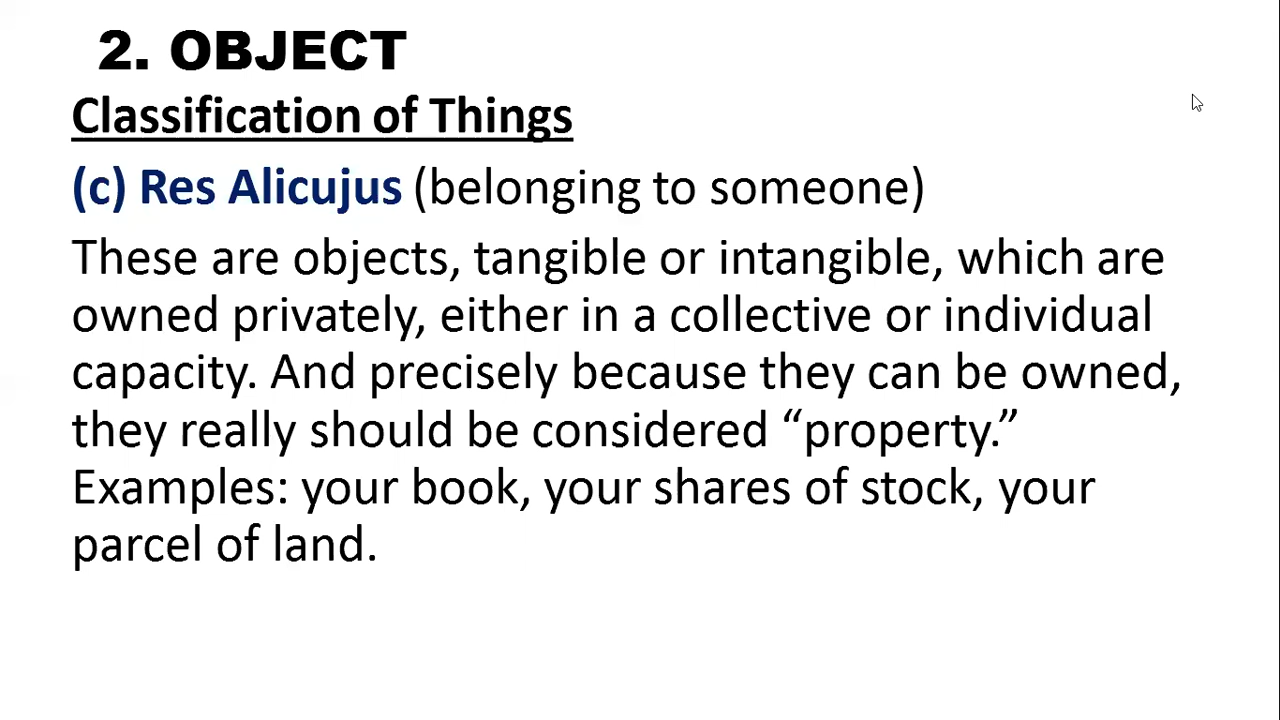 2. OBJECT
Classification of Things
(c) Res Alicujus (belonging to someone)
These are objects, tangible or intangible, which are
owned privately, either in a collective or individual
capacity. And precisely because they can be owned,
they really should be considered “property.”
Examples: your book, your shares of stock, your
parcel of land.